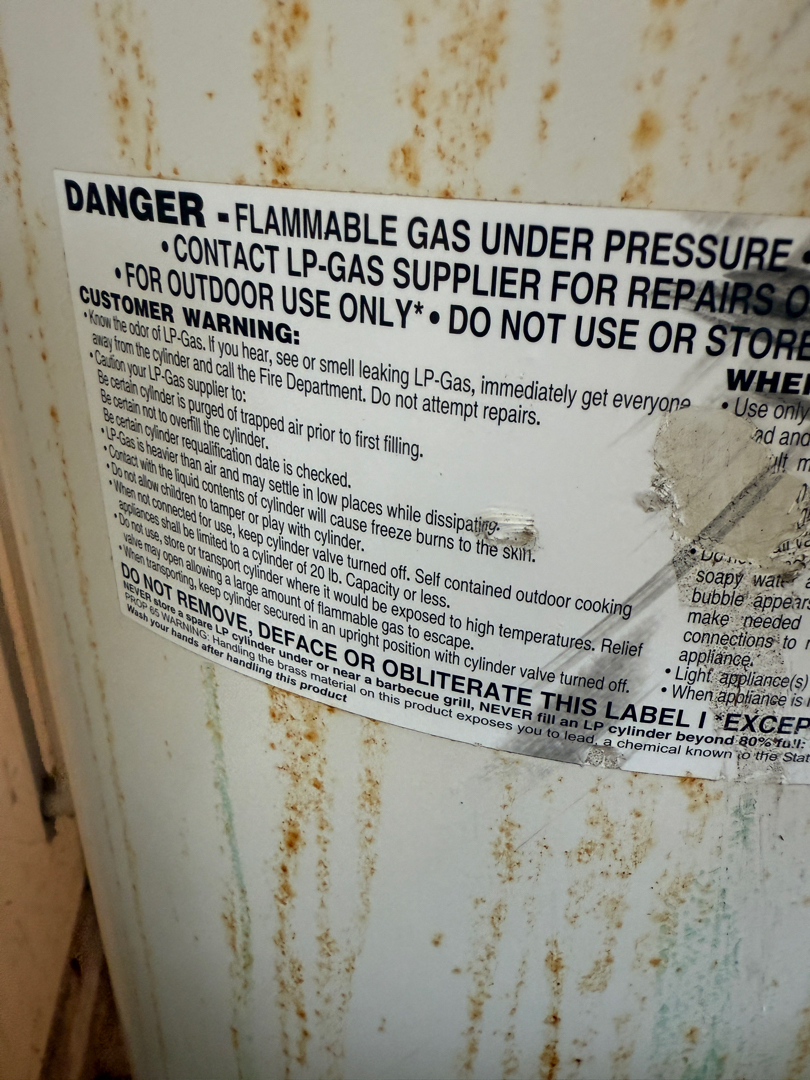 DANGER - FLAMMABLE GAS UNDER PRESSURE •
• CONTACT LP-GAS SUPPLIER FOR REPAIRS
• FOR OUTDOOR USE ONLY* • DO NOT USE OR STORE
CUSTOMER WARNING:
• Know the odor of LP-Gas. If you hear, see or smell leaking LP-Gas, immediately get everyone
away from the cylinder and call the Fire Department. Do not attempt repairs.
• Caution your LP-Gas supplier to:
Be certain cylinder is purged of trapped air prior to first filling.
Be certain not to overfill the cylinder.
Be certain cylinder requalification date is checked.
• LP-Gas is heavier than air and may settle in low places while dissipating.
• Contact with the liquid contents of cylinder will cause freeze burns to the skin.
• Do not allow children to tamper or play with cylinder.
• When not connected for use, keep cylinder valve turned off. Self contained outdoor cooking
appliances shall be limited to a cylinder of 20 lb. Capacity or less.
• Do not use, store or transport cylinder where it would be exposed to high temperatures. Relief
valve may open allowing a large amount of flammable gas to escape.
• When transporting, keep cylinder secured in an upright position with cylinder valve turned off.
DO NOT REMOVE, DEFACE OR OBLITERATE THIS LABEL I *EXCEP
NEVER store a spare LP cylinder under or near a barbecue grill, NEVER fill an LP cylinder beyond 80% full:
PROP 65 WARNING: Handling the brass material on this product exposes you to lead, a chemical known to the Stat
Wash your hands after handling this product
WHEN
• Use only
and
soapy water
bubble appears
make needed
connections to
appliance.
• Light appliance(s)
• When appliance is